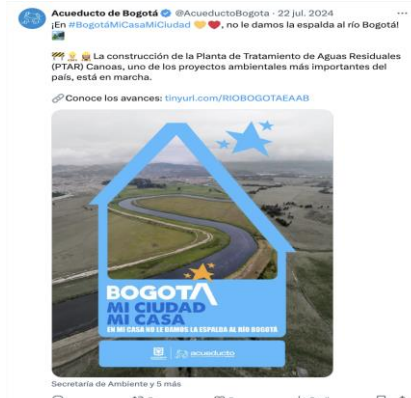 Acueducto de Bogotá @AcueductoBogota · 22 jul. 2024
¡En #BogotáMiCasaMiCiudad 💛❤️, no le damos la espalda al río Bogotá!
🏞️
🚧👷‍♂️👷‍♀️ La construcción de la Planta de Tratamiento de Aguas Residuales
(PTAR) Canoas, uno de los proyectos ambientales más importantes del
país, está en marcha.
🔗Conoce los avances: tinyurl.com/RIOBOGOTAEAAB
BOGOTÁ
MI CIUDAD
MI CASA
EN MI CASA NO LE DAMOS LA ESPALDA AL RÍO BOGOTÁ
acueducto
Secretaría de Ambiente y 5 más